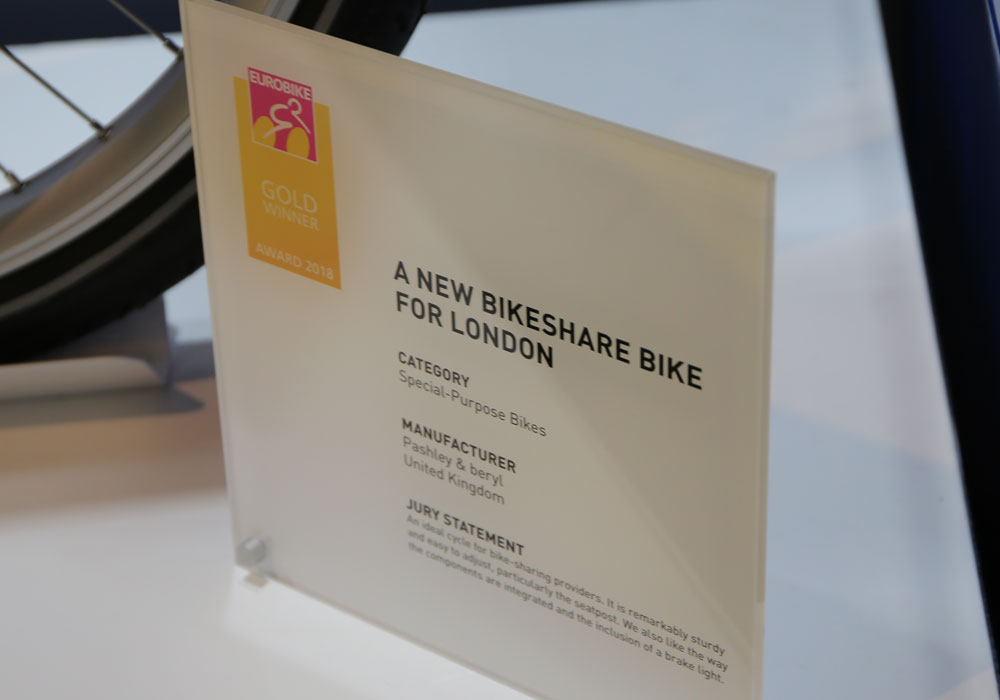 EUROBIKE
GOLD
WINNER
AWARD 2018
A NEW BIKESHARE BIKE
FOR LONDON
CATEGORY
Special-Purpose Bikes
MANUFACTURER
Pashley & beryl
United Kingdom
JURY STATEMENT
An ideal cycle for bike-sharing providers. It is remarkably sturdy
and easy to adjust, particularly the seatpost. We also like the way
the components are integrated and the inclusion of a brake light.